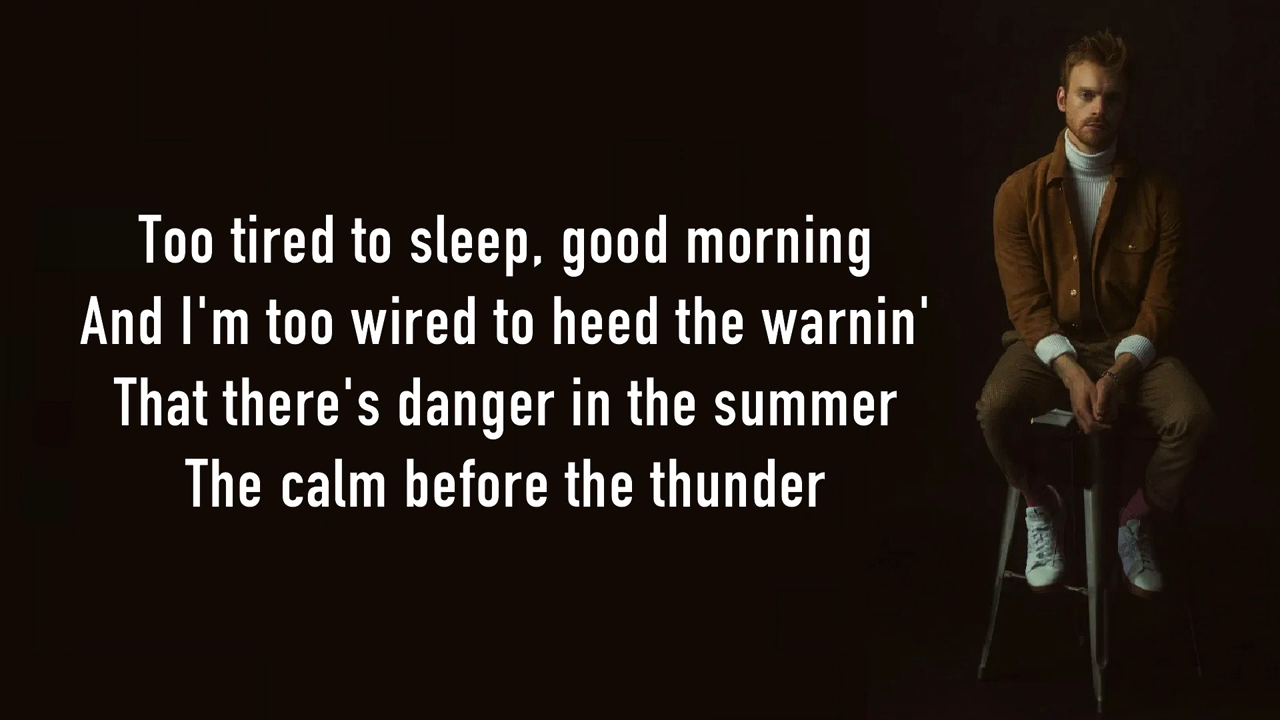 Too tired to sleep, good morning
And I'm too wired to heed the warnin'
That there's danger in the summer
The calm before the thunder